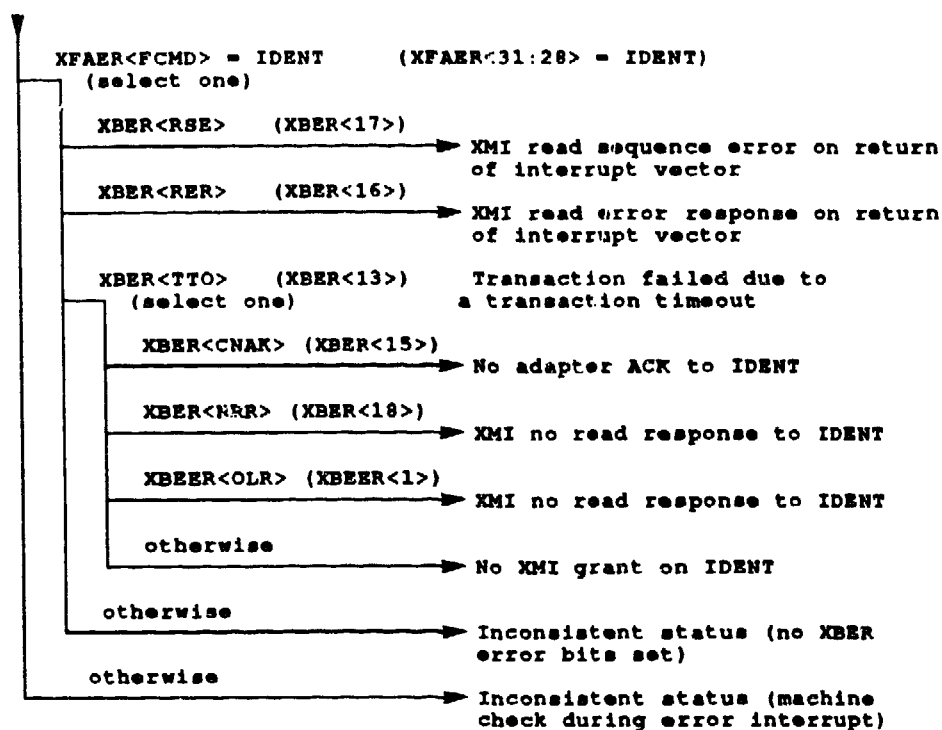 XFAER<FCMD> = IDENT (XFAER<31:28> = IDENT)
(select one)
XBER<RSE> (XBER<17>)
XMI read sequence error on return
of interrupt vector
XBER<RER> (XBER<16>)
XMI read error response on return
of interrupt vector
XBER<TTO> (XBER<13>) Transaction failed due to
(select one) a transaction timeout
XBER<CNAK> (XBER<15>)
No adapter ACK to IDENT
XBER<NRR> (XBER<18>)
XMI no read response to IDENT
XBEER<OLR> (XBEER<1>)
XMI no read response to IDENT
otherwise
No XMI grant on IDENT
otherwise
Inconsistent status (no XBER
error bits set)
otherwise
Inconsistent status (machine
check during error interrupt)